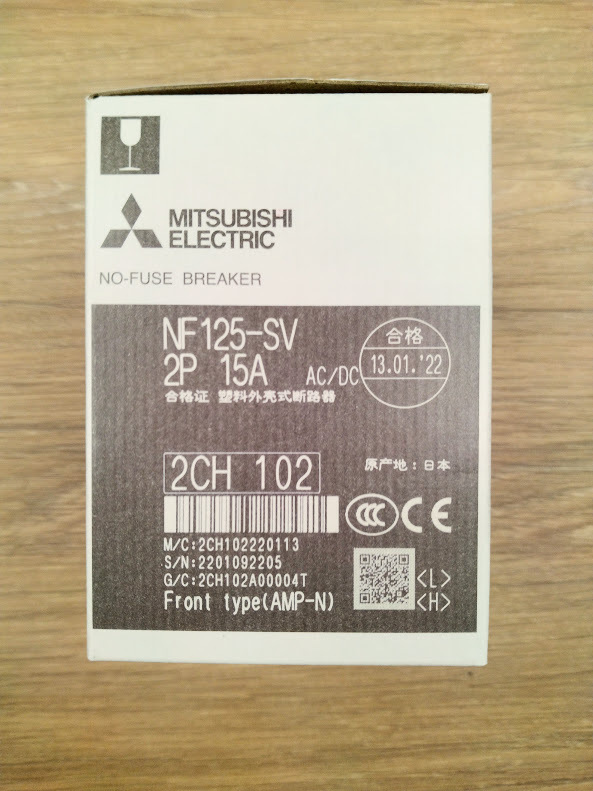 MITSUBISHI
ELECTRIC
NO-FUSE BREAKER
NF125-SV
2P 15A AC/DC
合格
13.01.'22
合格证 塑料外壳式断路器
2CH 102
原产地:日本
CCC CE
M/C:2CH102220113
S/N:2201092205
G/C:2CH102A00004T
Front type(AMP-N)
<L>
<H>